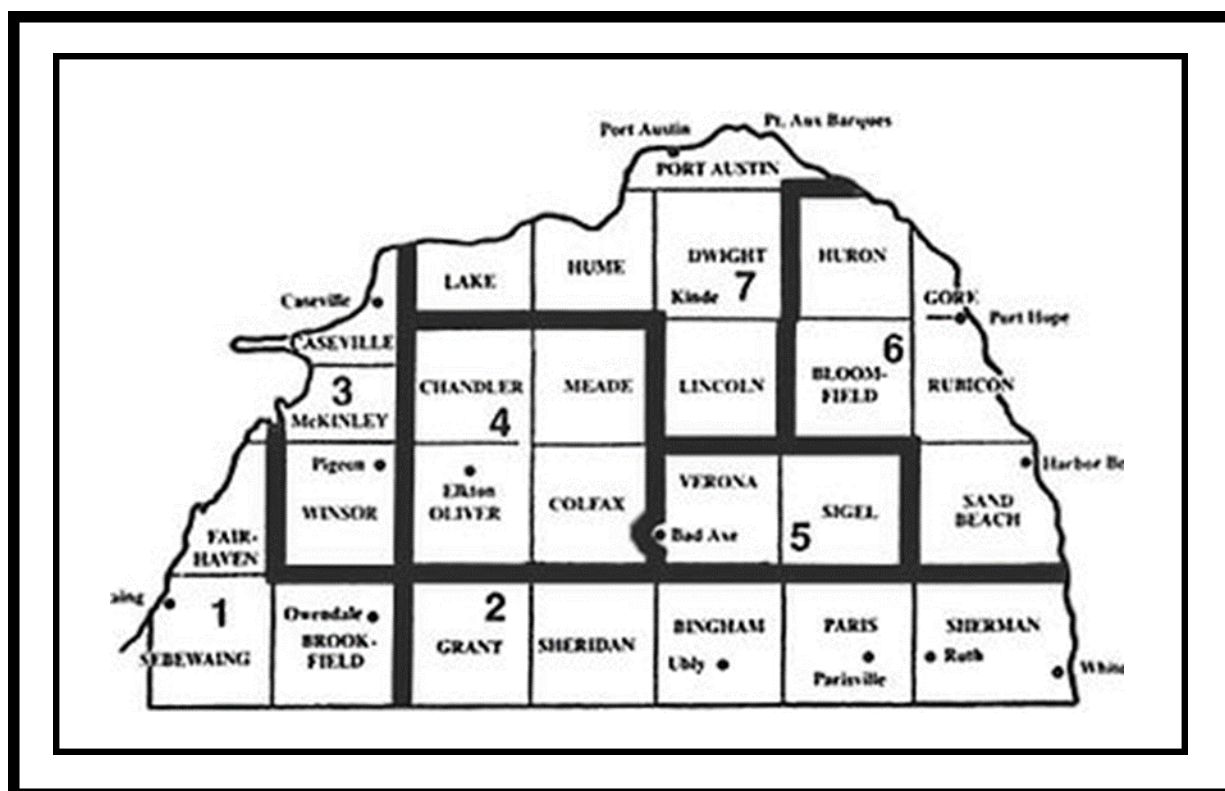 Port Austin
Pt. Aux Barques
PORT AUSTIN
LAKE
HUME
DWIGHT
Kinde 7
HURON
Caseville
GORE
Port Hope
CASEVILLE
3
McKINLEY
CHANDLER
4
MEADE
LINCOLN
6
BLOOM-
FIELD
RUBICON
Pigeon
WINSOR
Elkton
OLIVER
COLFAX
VERONA
Bad Axe
SIGEL
5
Harbor Be
SAND
BEACH
FAIR-
HAVEN
aing
1
SEBEWAING
Owendale
BROOK-
FIELD
2
GRANT
SHERIDAN
BINGHAM
Ubly
PARIS
Parisville
SHERMAN
Ruth
White